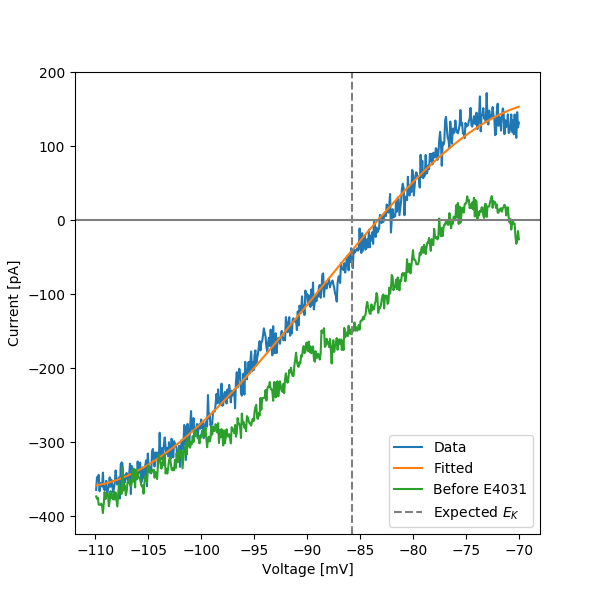 200
100
0
−100
−200
−300
−400
Current [pA]
−110 −105 −100 −95 −90 −85 −80 −75 −70
Voltage [mV]
Data
Fitted
Before E4031
Expected E_K